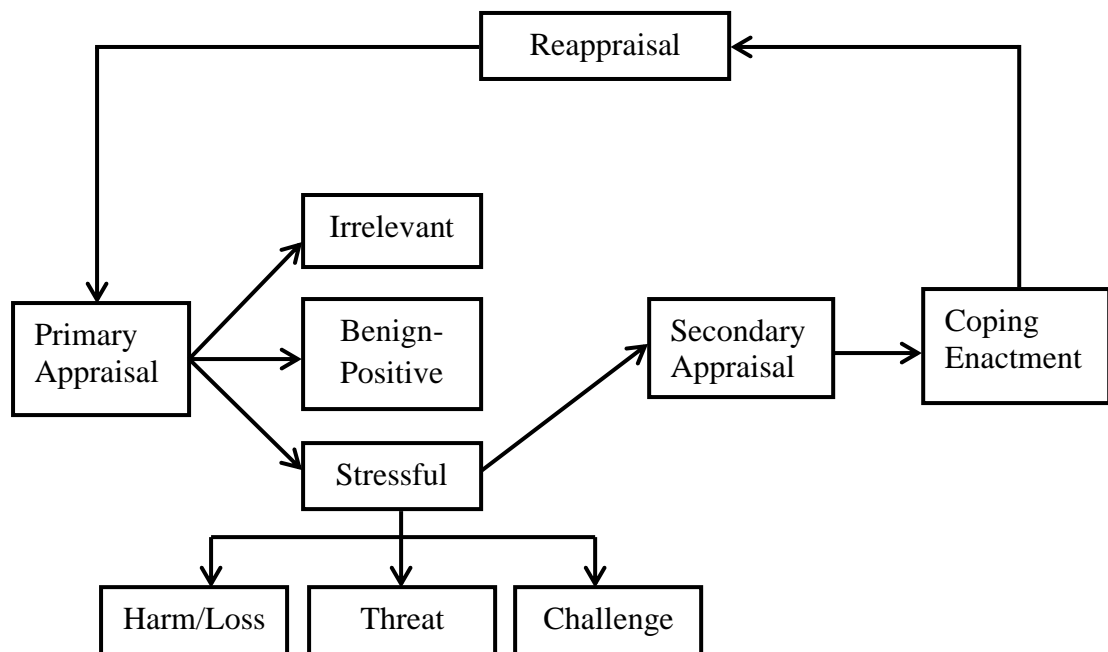 Reappraisal
Irrelevant
Primary
Appraisal
Benign-
Positive
Secondary
Appraisal
Coping
Enactment
Stressful
Harm/Loss
Threat
Challenge